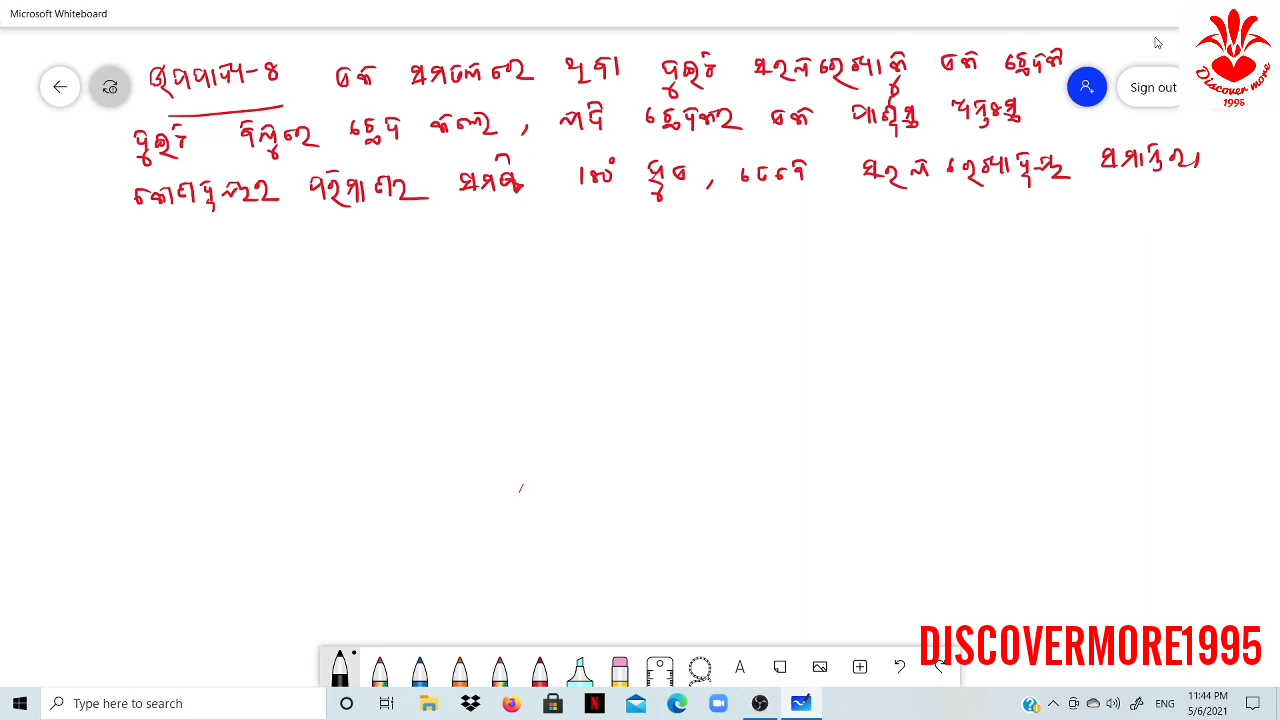 Microsoft Whiteboard
Discover more
1995
Sign out
ଉପପାଦ୍ୟ-୪ ଏକ ସମତଳରେ ଥିବା ଦୁଇଟି ସରଳରେଖାକୁ ଏକ ଛେଦକ
ଦୁଇଟି ବିନ୍ଦୁରେ ଛେଦ କଲେ, ଯଦି ଛେଦକର ଏକ ପାର୍ଶ୍ୱସ୍ଥ ଅନ୍ତଃସ୍ଥ
କୋଣଦ୍ୱୟର ପରିମାଣର ସମଷ୍ଟି ୧୮୦° ହୁଏ, ତେବେ ସରଳ ରେଖାଦ୍ୱୟ ସମାନ୍ତର।
DISCOVERMORE1995
Type here to search
ENG
11:44 PM
5/6/2021